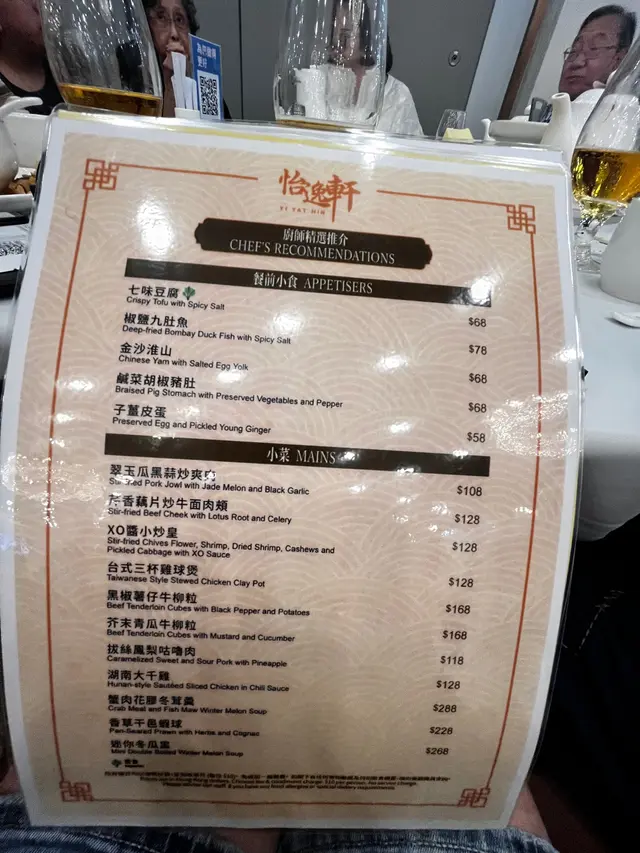 為你健康
更好
怡逸軒
YI YAT HIN
廚師精選推介
CHEF'S RECOMMENDATIONS
餐前小食 APPETISERS
七味豆腐
Crispy Tofu with Spicy Salt
$68
椒鹽九肚魚
Deep-fried Bombay Duck Fish with Spicy Salt
$78
金沙淮山
Chinese Yam with Salted Egg Yolk
$68
鹹菜胡椒豬肚
Braised Pig Stomach with Preserved Vegetables and Pepper
$68
子薑皮蛋
Preserved Egg and Pickled Young Ginger
$58
小菜 MAINS
翠玉瓜黑蒜炒爽肉
Stir-fried Pork Jowl with Jade Melon and Black Garlic
$108
芹香藕片炒牛面肉頰
Stir-fried Beef Cheek with Lotus Root and Celery
$128
XO醬小炒皇
Stir-fried Chives Flower, Shrimp, Dried Shrimp, Cashews and
Pickled Cabbage with XO Sauce
$128
台式三杯雞球煲
Taiwanese Style Stewed Chicken Clay Pot
$128
黑椒薯仔牛柳粒
Beef Tenderloin Cubes with Black Pepper and Potatoes
$168
芥末青瓜牛柳粒
Beef Tenderloin Cubes with Mustard and Cucumber
$168
拔絲鳳梨咕嚕肉
Caramelized Sweet and Sour Pork with Pineapple
$118
湖南大千雞
Hunan-style Sautéed Sliced Chicken in Chili Sauce
$128
蟹肉花膠冬茸羹
Crab Meat and Fish Maw Winter Melon Soup
$288
香草干邑蝦球
Pan-Seared Prawn with Herbs and Cognac
$228
迷你冬瓜盅
Mini Double Boiled Winter Melon Soup
$268